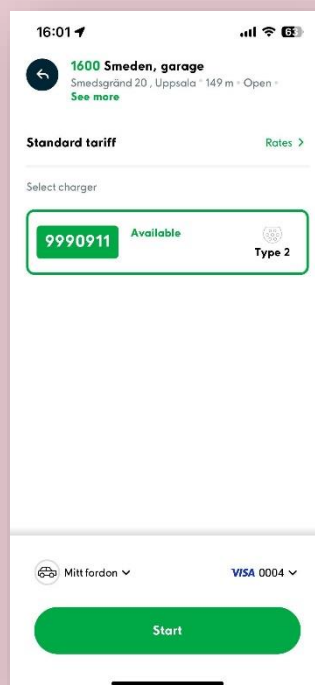 16:01 63
1600 Smeden, garage
Smedsgränd 20 , Uppsala - 149 m - Open -
See more
Standard tariff Rates >
Select charger
9990911 Available
Type 2
Mitt fordon VISA 0004
Start